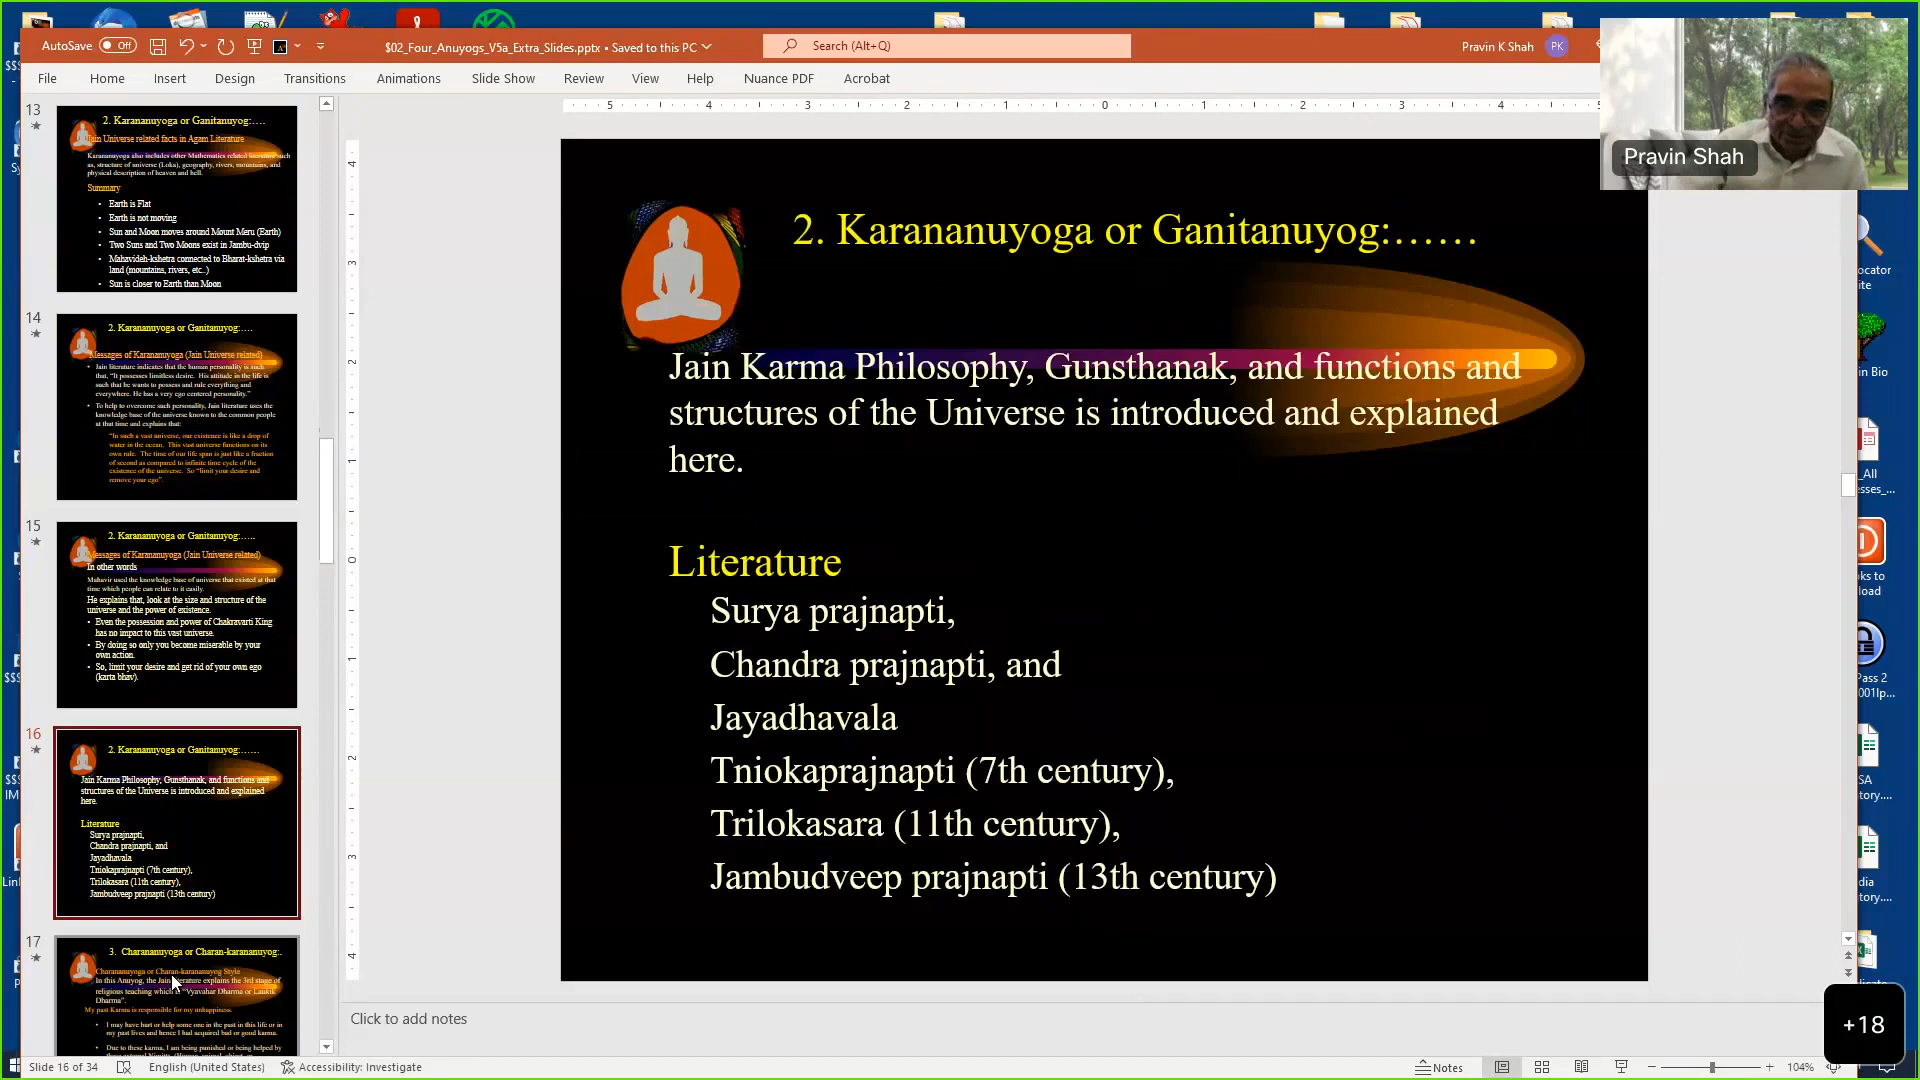 AutoSave Off
$02_Four_Anuyogs_V5a_Extra_Slides.pptx • Saved to this PC
Search (Alt+Q)
Pravin K Shah PK
File Home Insert Design Transitions Animations Slide Show Review View Help Nuance PDF Acrobat
Pravin Shah
13
2. Karananuyoga or Ganitanuyog:....
Jain Universe related facts in Agam Literature
Karananuyoga also includes other Mathematics related literature such
as, structure of universe (Loka), geography, rivers, mountains, and
physical description of heaven and hell.
Summary
• Earth is Flat
• Earth is not moving
• Sun and Moon moves around Mount Meru (Earth)
• Two Suns and Two Moons exist in Jambu-dvip
• Mahavideh-kshetra connected to Bharat-kshetra via
land (mountains, rivers, etc..)
• Sun is closer to Earth than Moon
14
2. Karananuyoga or Ganitanuyog:....
Messages of Karananuyoga (Jain Universe related)
• Jain literature indicates that the human personality is such
that, "It possesses limitless desire. His attitude in the life is
such that he wants to possess and rule everything and
everywhere. He has a very ego centered personality."
• To help to overcome such personality, Jain literature uses the
knowledge base of the universe known to the common people
at that time and explains that:
"In such a vast universe, our existence is like a drop of
water in the ocean. This vast universe functions on its
own rule. The time of our life span is just like a fraction
of second as compared to infinite time cycle of the
existence of the universe. So "limit your desire and
remove your ego".
15
2. Karananuyoga or Ganitanuyog:.....
Messages of Karananuyoga (Jain Universe related)
In other words
Mahavir used the knowledge base of universe that existed at that
time which people can relate to it easily.
He explains that, look at the size and structure of the
universe and the power of existence.
• Even the possession and power of Chakravarti King
has no impact to this vast universe.
• By doing so only you become miserable by your
own action.
• So, limit your desire and get rid of your own ego
(karta bhav).
16
2. Karananuyoga or Ganitanuyog:......
Jain Karma Philosophy, Gunsthanak, and functions and
structures of the Universe is introduced and explained
here.
Literature
Surya prajnapti,
Chandra prajnapti, and
Jayadhavala
Tniokaprajnapti (7th century),
Trilokasara (11th century),
Jambudveep prajnapti (13th century)
17
3. Charananuyoga or Charan-karananuyog:.
Charananuyoga or Charan-karananuyog Style
In this Anuyog, the Jain literature explains the 3rd stage of
religious teaching which is "Vyavahar Dharma or Laukik
Dharma".
My past Karma is responsible for my unhappiness.
• I may have hurt or help some one in the past in this life or in
my past lives and hence I had acquired bad or good karma.
• Due to these karma, I am being punished or being helped by
2. Karananuyoga or Ganitanuyog:......
Jain Karma Philosophy, Gunsthanak, and functions and
structures of the Universe is introduced and explained
here.
Literature
Surya prajnapti,
Chandra prajnapti, and
Jayadhavala
Tniokaprajnapti (7th century),
Trilokasara (11th century),
Jambudveep prajnapti (13th century)
Click to add notes
+18
Slide 16 of 34 English (United States) Accessibility: Investigate Notes 104%